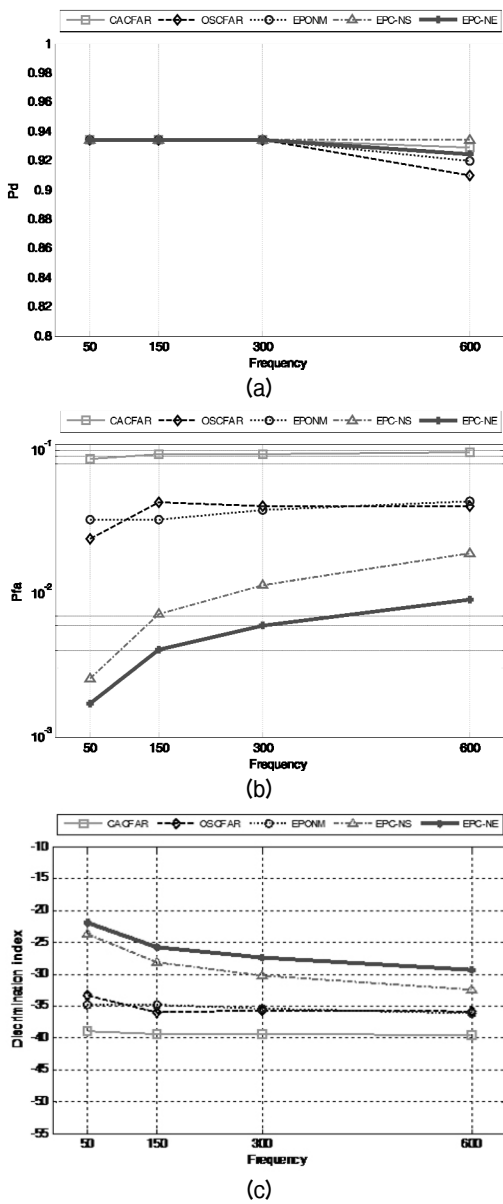 CACFAR OSCFAR EPONM EPC-NS EPC-NE
1
0.98
0.96
0.94
0.92
0.9
0.88
0.86
0.84
0.82
0.8
Pd
50 150 300 600
Frequency
(a)
CACFAR OSCFAR EPONM EPC-NS EPC-NE
10-1
10-2
10-3
Pfa
50 150 300 600
Frequency
(b)
CACFAR OSCFAR EPONM EPC-NS EPC-NE
-10
-15
-20
-25
-30
-35
-40
-45
-50
-55
Discrimination Index
50 150 300 600
Frequency
(c)